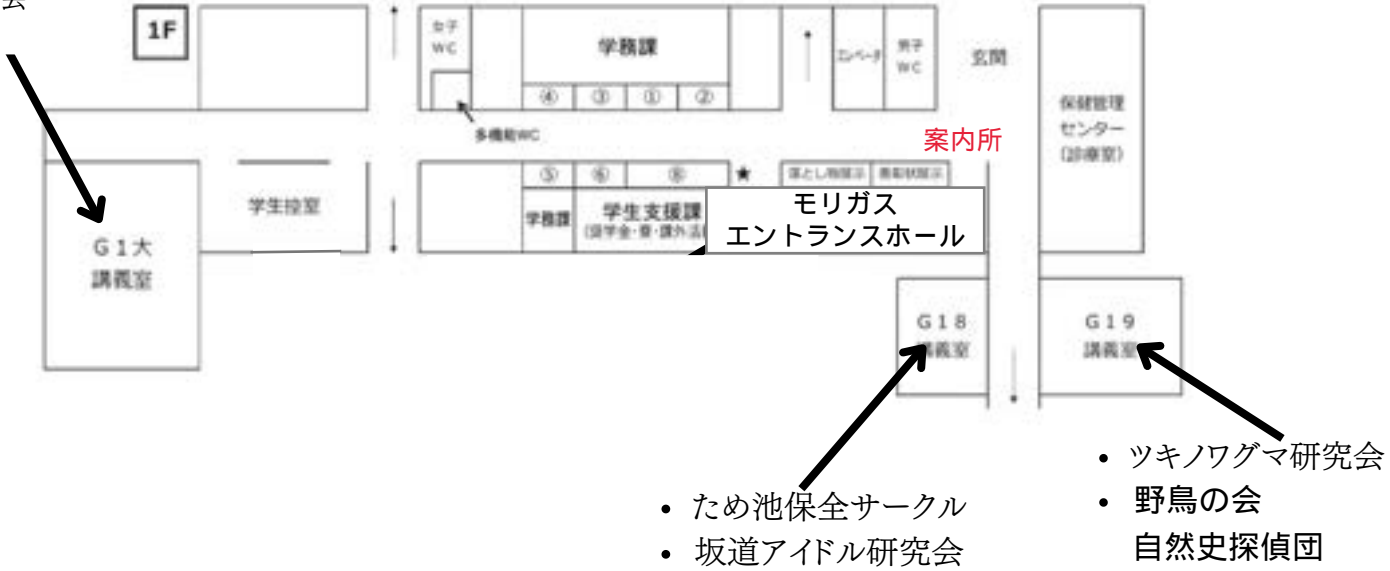 会
1F
女子
WC
学務課
エレベータ
男子
WC
玄関
④ ③ ① ②
保健管理
センター
(診療室)
多機能WC
案内所
⑤ ⑥ ⑧ ★
落とし物展示 表彰状展示
学生控室
学務課
学生支援課
モリガス
エントランスホール
G1大
講義室
G18
講義室
G19
講義室
• ツキノワグマ研究会
• 野鳥の会
自然史探偵団
• ため池保全サークル
• 坂道アイドル研究会